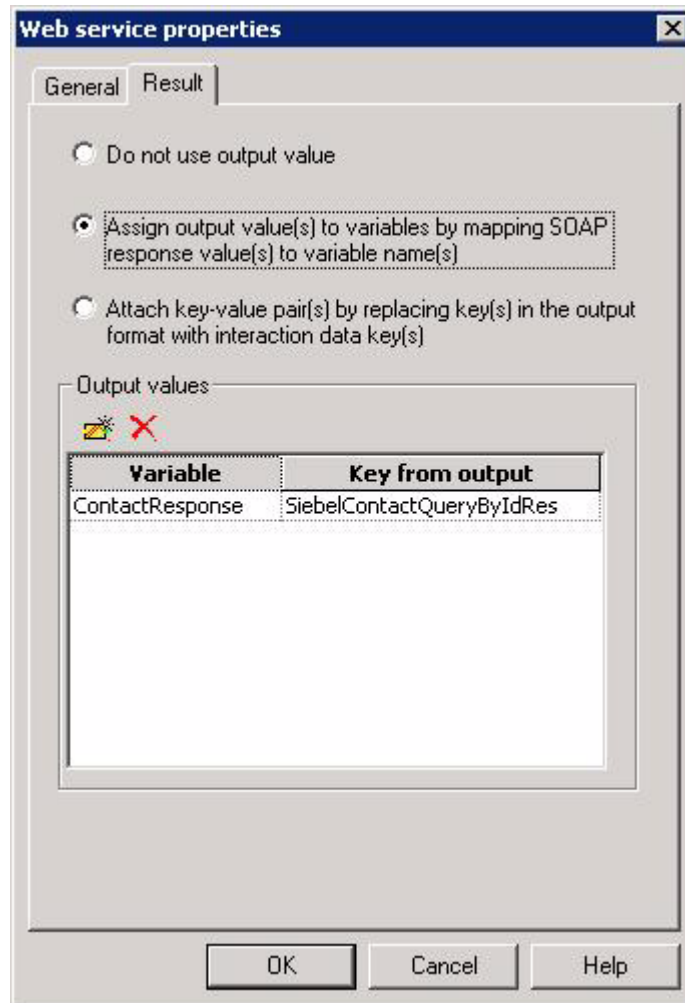 Web service properties
General Result
Do not use output value
Assign output value(s) to variables by mapping SOAP
response value(s) to variable name(s)
Attach key-value pair(s) by replacing key(s) in the output
format with interaction data key(s)
Output values
Variable Key from output
ContactResponse SiebelContactQueryByIdRes
OK Cancel Help